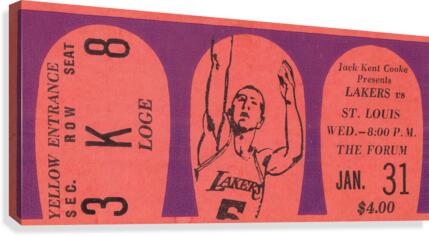 YELLOW ENTRANCE
SEC. ROW SEAT
3 K 8
LOGE
LAKERS
5
Jack Kent Cooke
Presents
LAKERS vs
ST. LOUIS
WED.—8:00 P.M.
THE FORUM
JAN. 31
$4.00